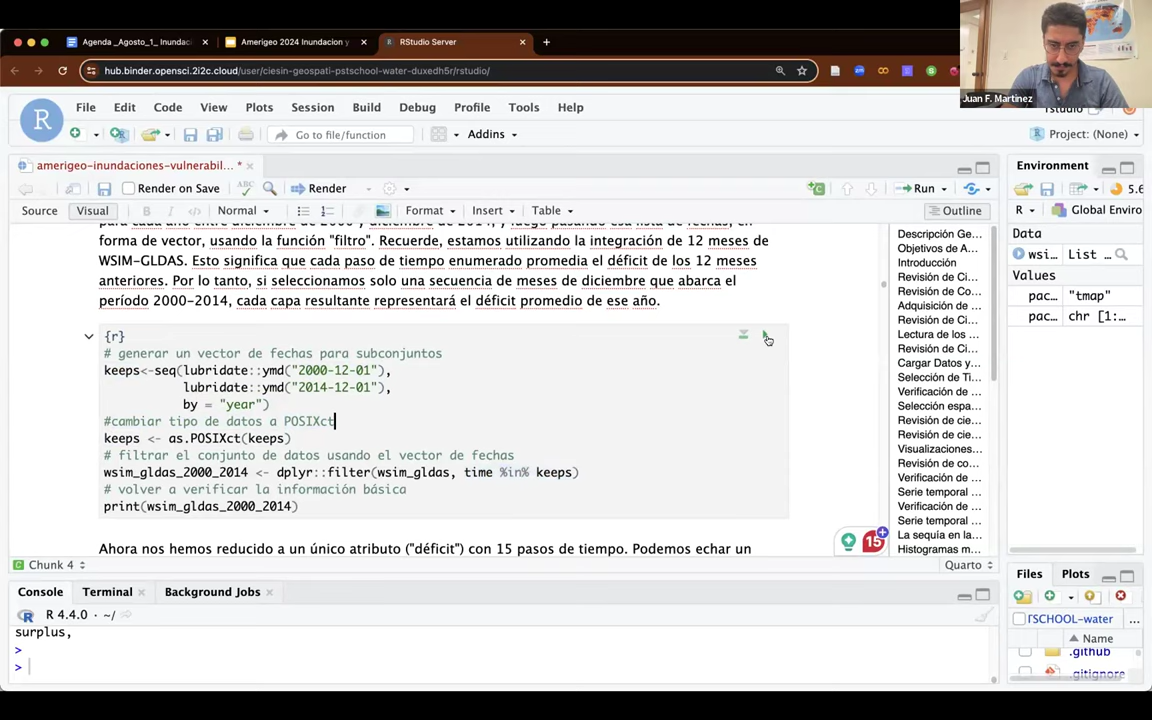 Agenda _Agosto_1_ Inundaci
Amerigeo 2024 Inundacion y
RStudio Server
hub.binder.opensci.2i2c.cloud/user/ciesin-geospati-pstschool-water-duxedh5r/rstudio/
Juan F. Martinez
rstudio
File Edit Code View Plots Session Build Debug Profile Tools Help
Go to file/function
Addins
Project: (None)
amerigeo-inundaciones-vulnerabil... *
Render on Save
ABC
Render
Run
Source Visual
B I </> Normal
Format Insert Table
Outline
forma de vector, usando la función "filtro". Recuerde, estamos utilizando la integración de 12 meses de
WSIM-GLDAS. Esto significa que cada paso de tiempo enumerado promedia el déficit de los 12 meses
anteriores. Por lo tanto, si seleccionamos solo una secuencia de meses de diciembre que abarca el
período 2000-2014, cada capa resultante representará el déficit promedio de ese año.
{r}
# generar un vector de fechas para subconjuntos
keeps<-seq(lubridate::ymd("2000-12-01"),
lubridate::ymd("2014-12-01"),
by = "year")
#cambiar tipo de datos a POSIXct
keeps <- as.POSIXct(keeps)
# filtrar el conjunto de datos usando el vector de fechas
wsim_gldas_2000_2014 <- dplyr::filter(wsim_gldas, time %in% keeps)
# volver a verificar la información básica
print(wsim_gldas_2000_2014)
Ahora nos hemos reducido a un único atributo ("déficit") con 15 pasos de tiempo. Podemos echar un
15
Chunk 4
Quarto
Descripción Ge...
Objetivos de A...
Introducción
Revisión de Ci...
Revisión de Co...
Adquisición de ...
Revisión de Ci...
Lectura de los ...
Revisión de Ci...
Cargar Datos y...
Selección de Ti...
Verificación de ...
Selección espa...
Revisión de cie...
Revisión de cie...
Visualizaciones...
Revisión de co...
Verificación de ...
Serie temporal ...
Verificación de ...
Serie temporal ...
La sequía en la...
Histogramas m...
Console Terminal Background Jobs
R 4.4.0 · ~/
surplus,
>
>
Environment
5.6
R Global Enviro
Data
wsi... List ...
Values
pac... "tmap"
pac... chr [1:...
Files Plots
TSCHOOL-water ...
Name
.github
.gitignore